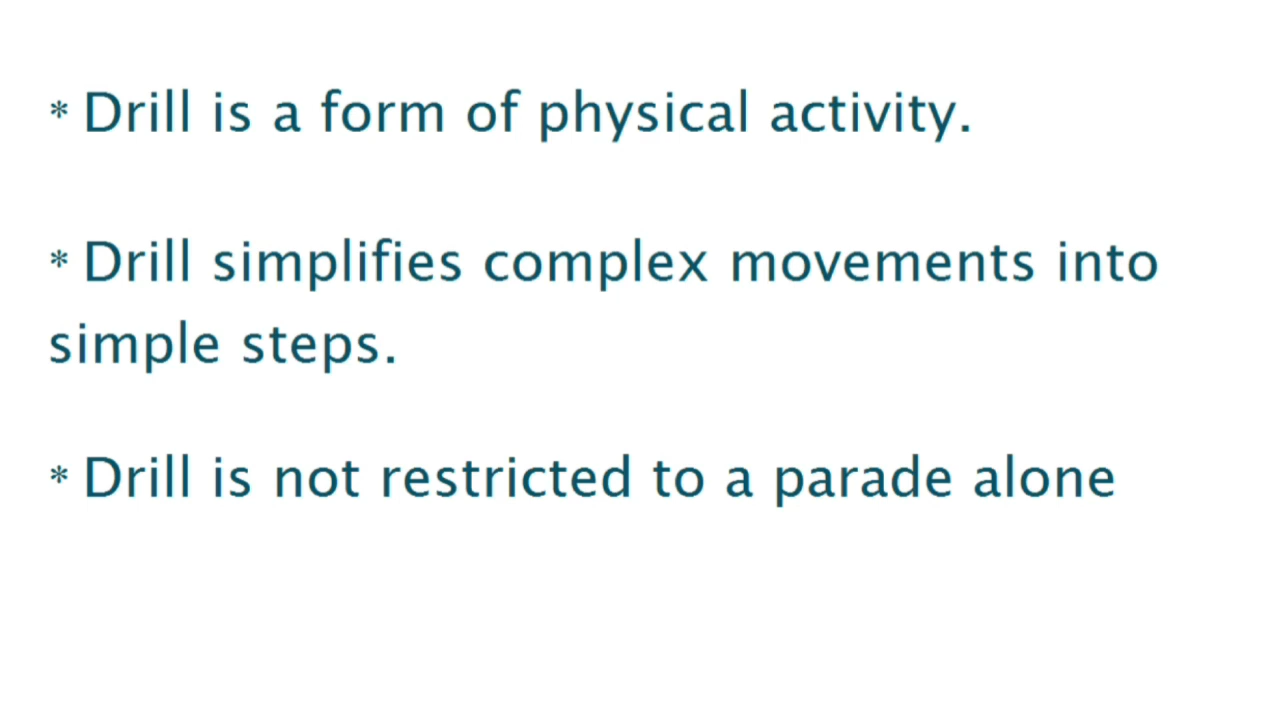 * Drill is a form of physical activity.
* Drill simplifies complex movements into
simple steps.
* Drill is not restricted to a parade alone